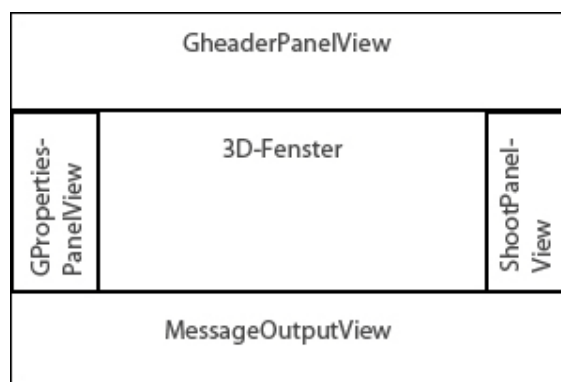 GheaderPanelView
GProperties-
PanelView
3D-Fenster
ShootPanel-
View
MessageOutputView